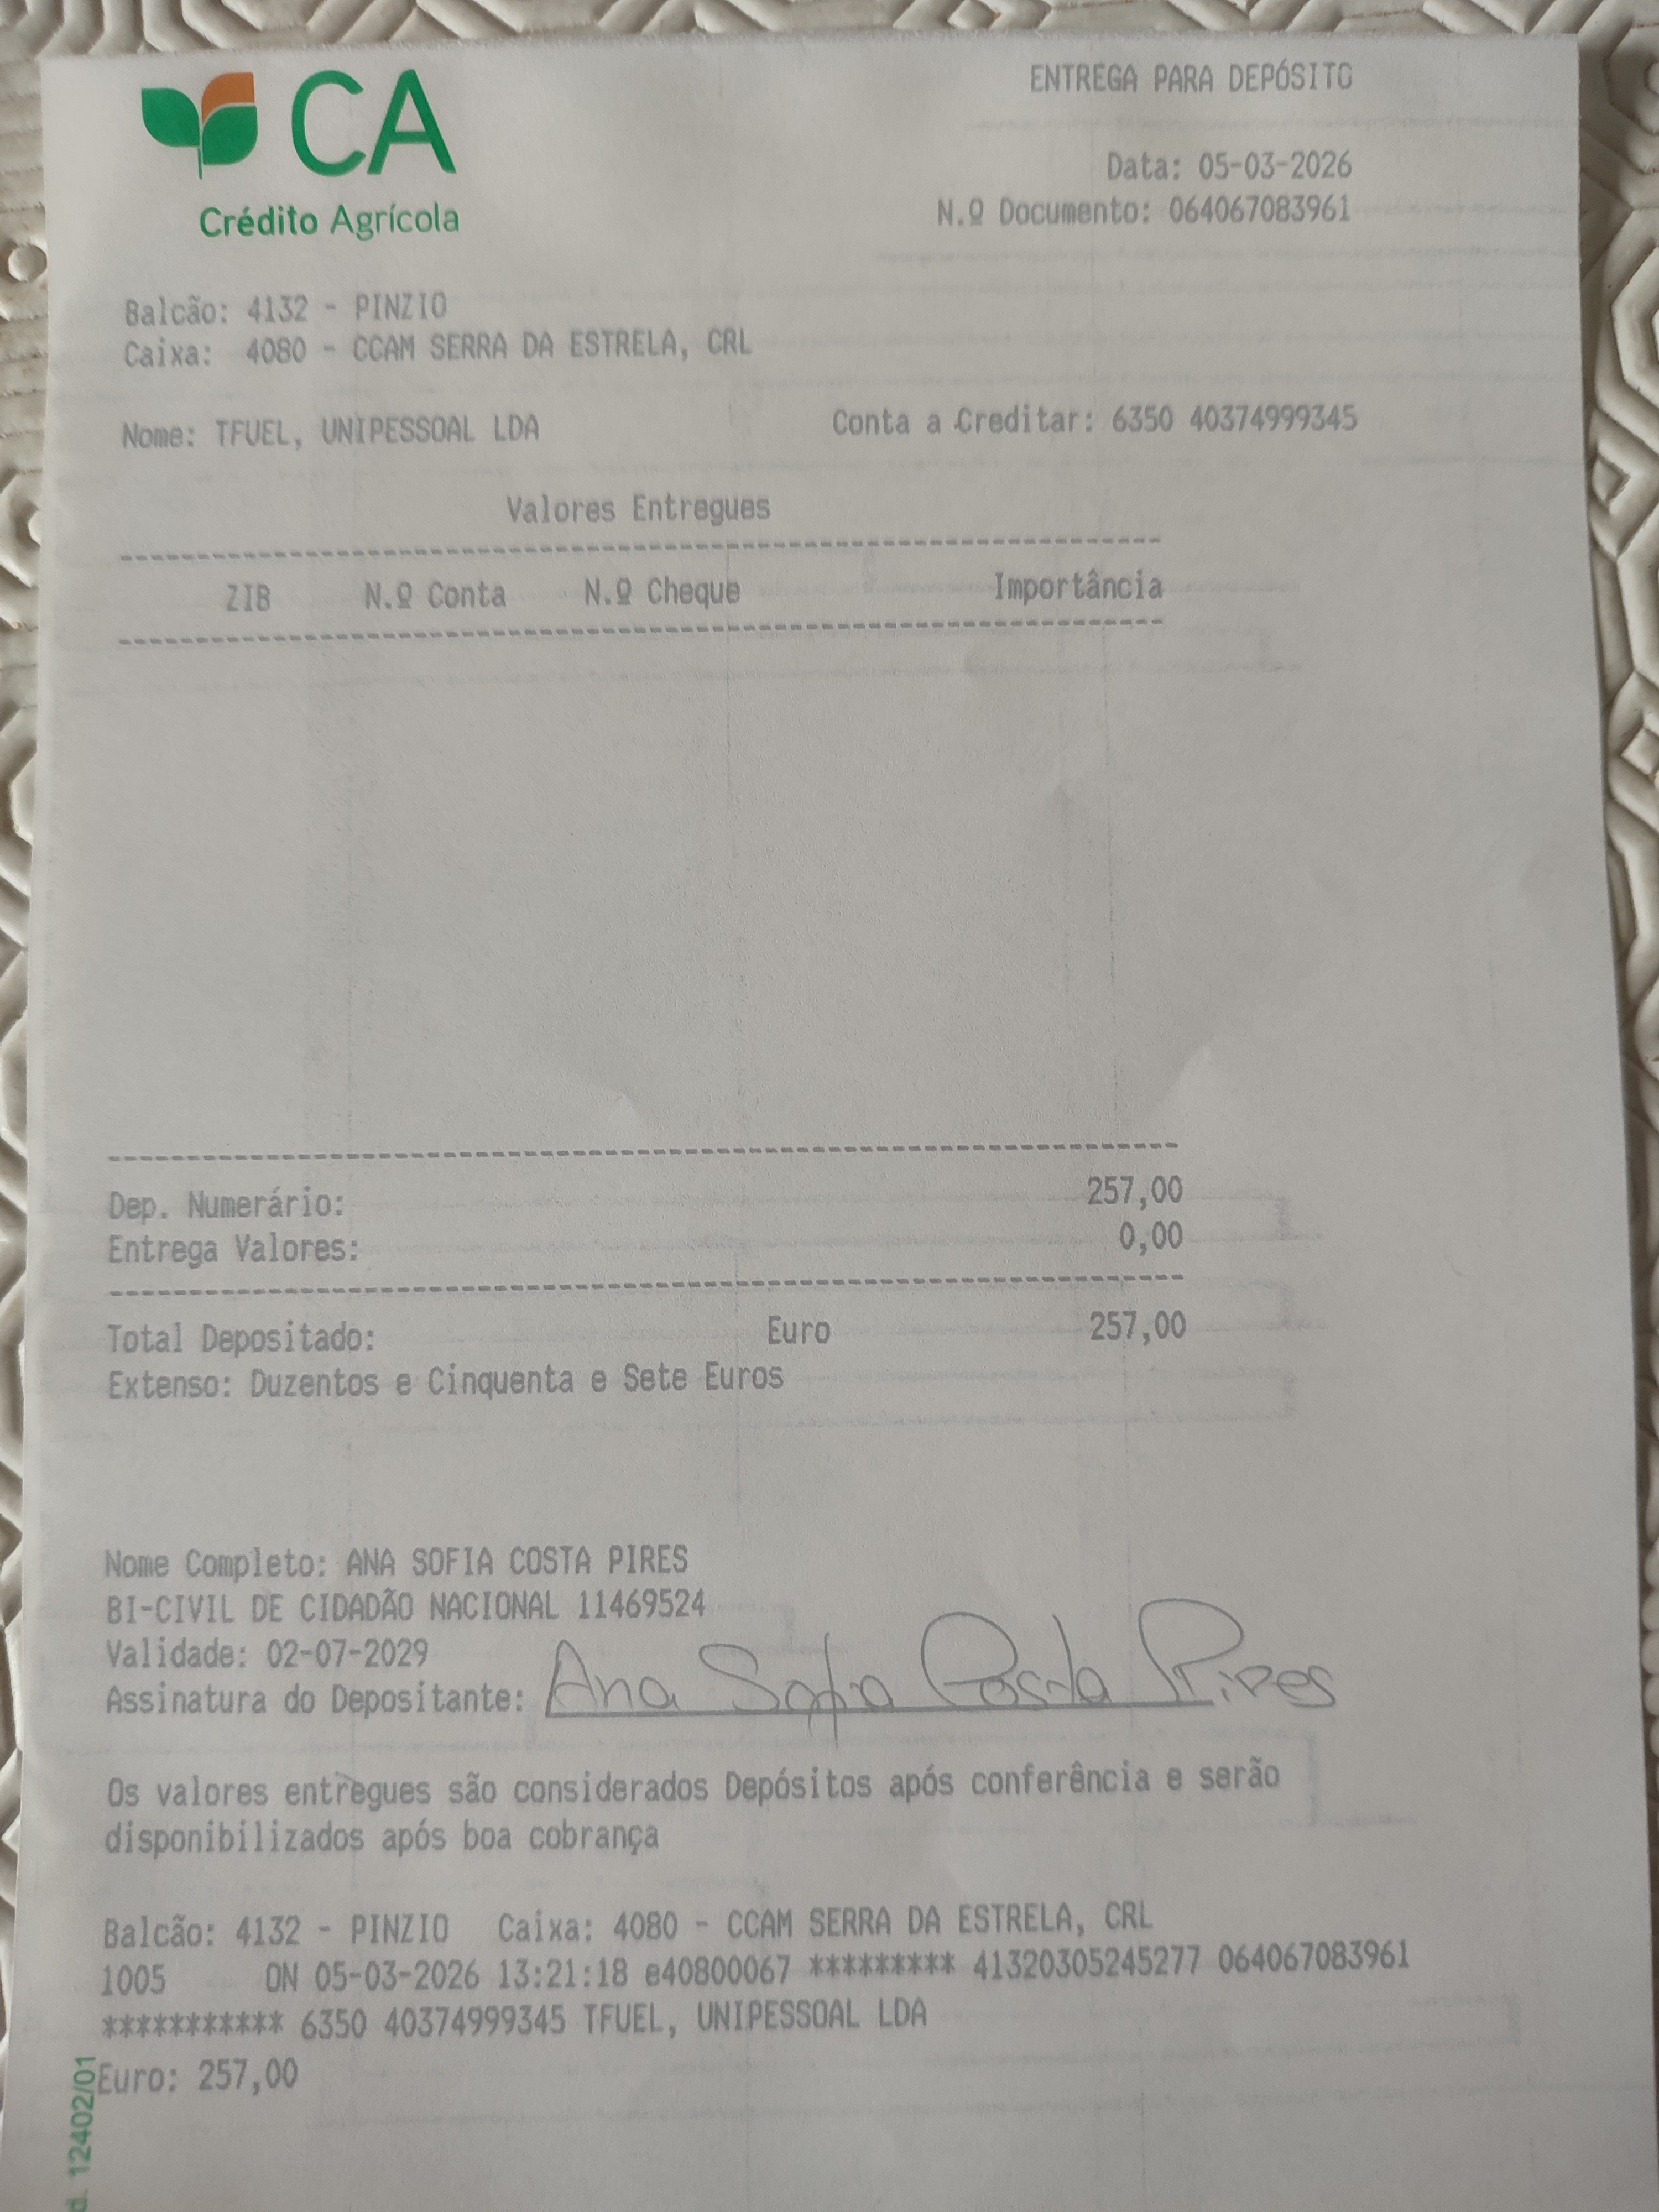 CA
Crédito Agrícola
ENTREGA PARA DEPÓSITO
Data: 05-03-2026
N.º Documento: 064067083961
Balcão: 4132 - PINZIO
Caixa: 4080 - CCAM SERRA DA ESTRELA, CRL
Nome: TFUEL, UNIPESSOAL LDA Conta a Creditar: 6350 40374999345
Valores Entregues
ZIB N.º Conta N.º Cheque Importância
Dep. Numerário: 257,00
Entrega Valores: 0,00
Total Depositado: Euro 257,00
Extenso: Duzentos e Cinquenta e Sete Euros
Nome Completo: ANA SOFIA COSTA PIRES
BI-CIVIL DE CIDADÃO NACIONAL 11469524
Validade: 02-07-2029
Assinatura do Depositante: Ana Sofia Costa Pires
Os valores entregues são considerados Depósitos após conferência e serão
disponibilizados após boa cobrança
Balcão: 4132 - PINZIO Caixa: 4080 - CCAM SERRA DA ESTRELA, CRL
1005 ON 05-03-2026 13:21:18 e40800067 ********* 41320305245277 064067083961
*********** 6350 40374999345 TFUEL, UNIPESSOAL LDA
Euro: 257,00
d. 12402/01